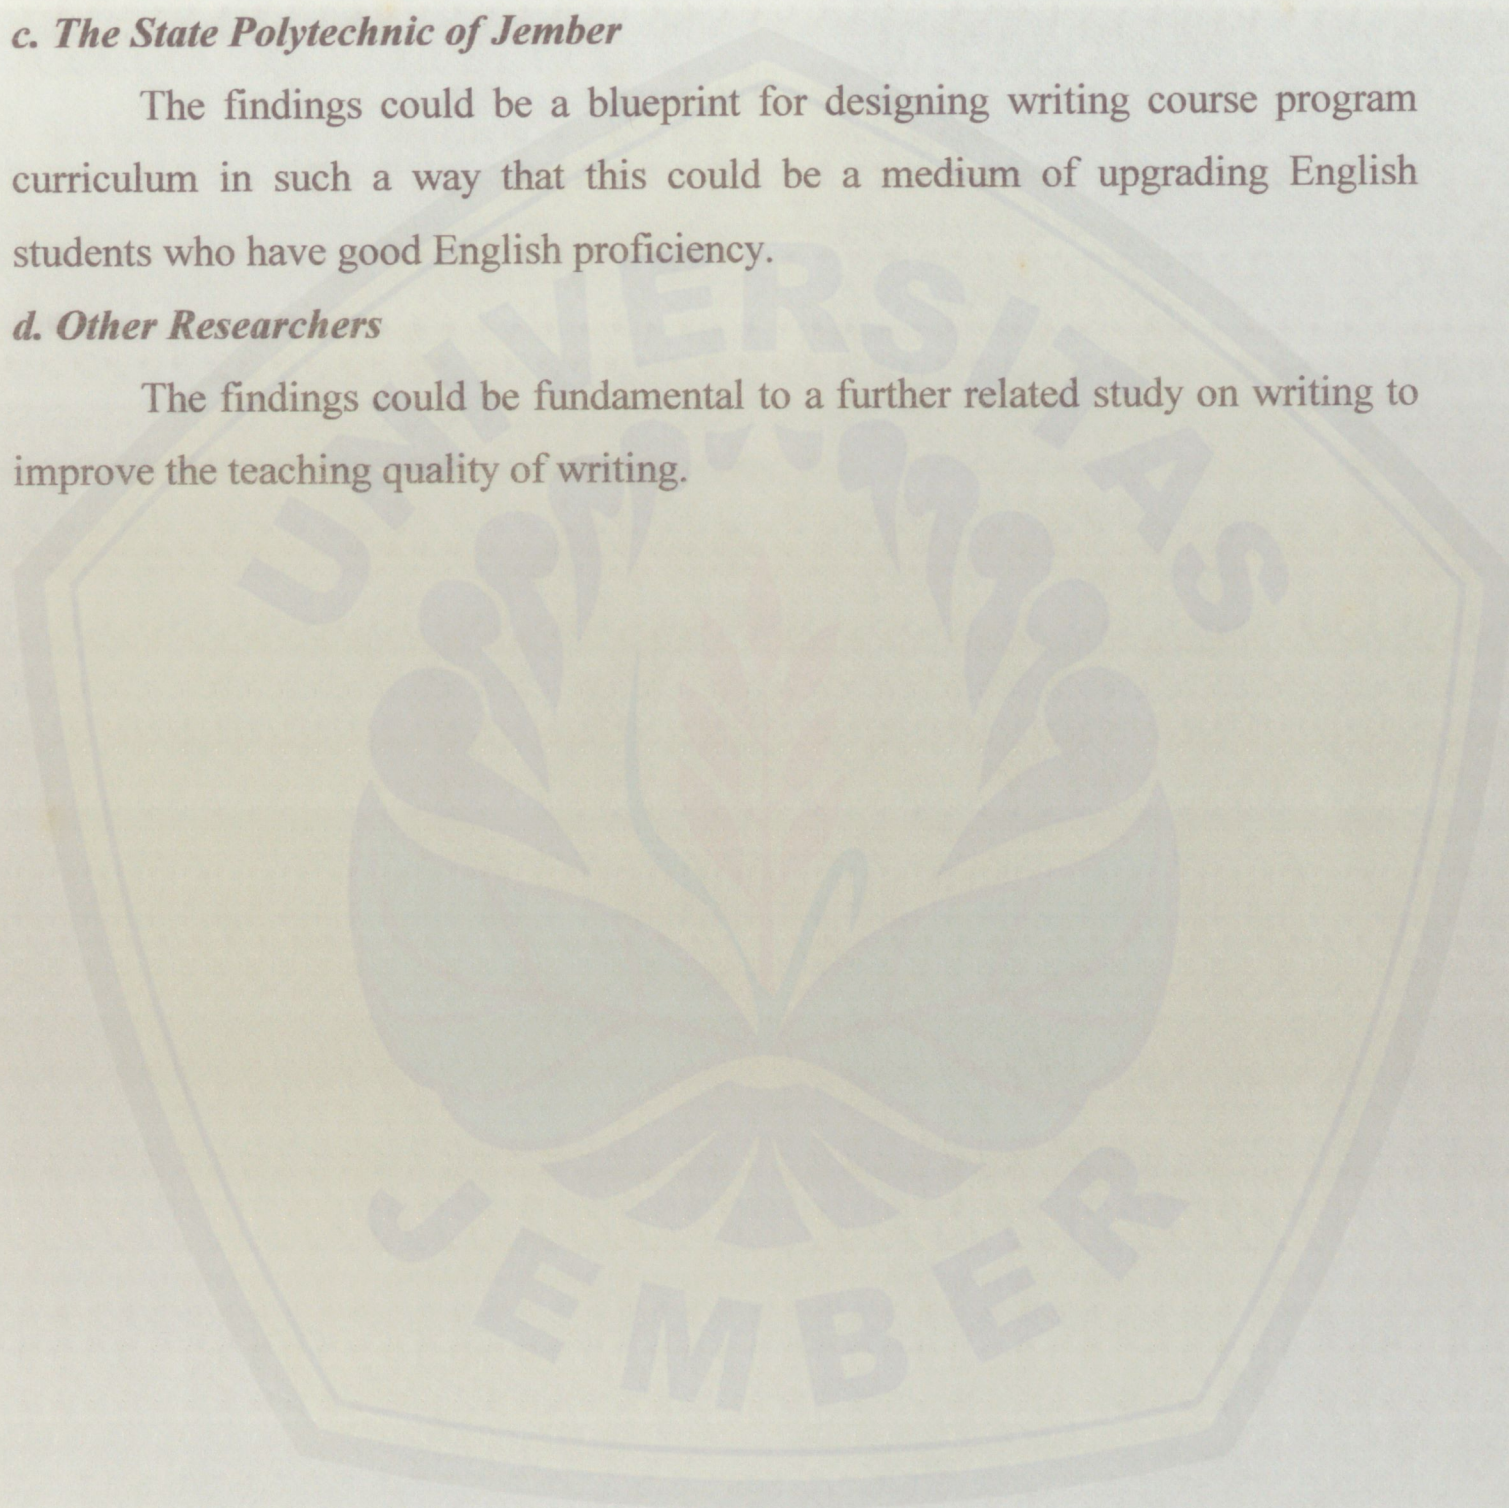 c. The State Polytechnic of Jember
The findings could be a blueprint for designing writing course program
curriculum in such a way that this could be a medium of upgrading English
students who have good English proficiency.
d. Other Researchers
The findings could be fundamental to a further related study on writing to
improve the teaching quality of writing.
UNIVERSITAS
JEMBER